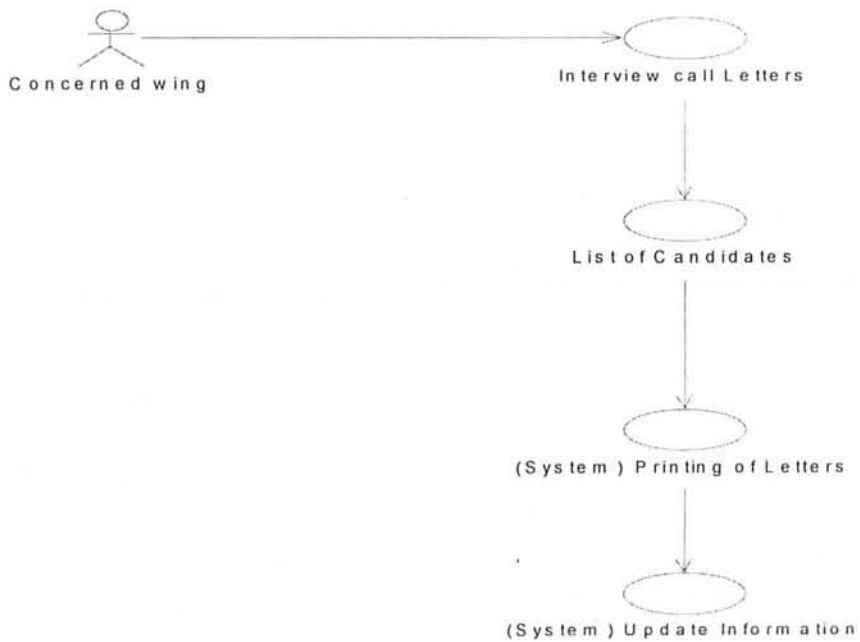 Concerned wing
Interview call Letters
List of Candidates
(System) Printing of Letters
(System) Update Information